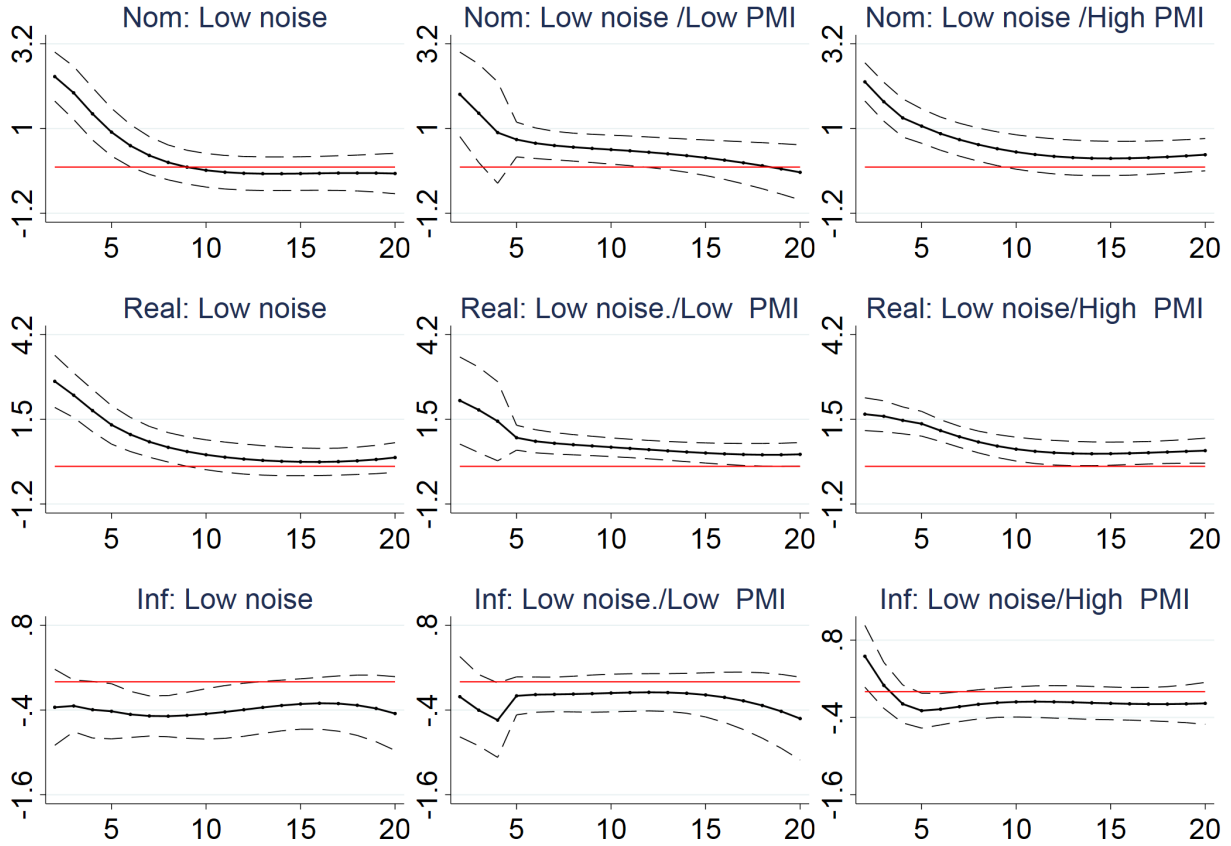 Nom: Low noise
Nom: Low noise /Low PMI
Nom: Low noise /High PMI
3.2
1
-1.2
5 10 15 20
3.2
1
-1.2
5 10 15 20
3.2
1
-1.2
5 10 15 20
Real: Low noise
Real: Low noise./Low  PMI
Real: Low noise/High  PMI
4.2
1.5
-1.2
5 10 15 20
4.2
1.5
-1.2
5 10 15 20
4.2
1.5
-1.2
5 10 15 20
Inf: Low noise
Inf: Low noise./Low  PMI
Inf: Low noise/High  PMI
.8
-.4
-1.6
5 10 15 20
.8
-.4
-1.6
5 10 15 20
.8
-.4
-1.6
5 10 15 20